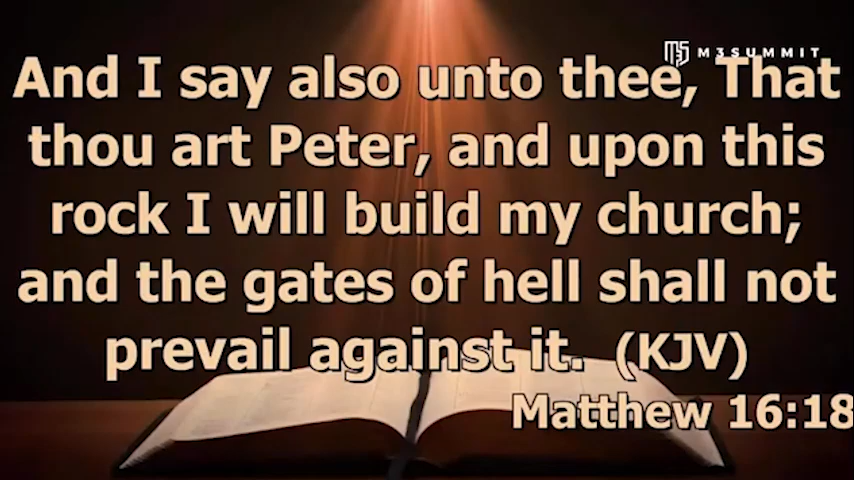 M3SUMMIT
And I say also unto thee, That
thou art Peter, and upon this
rock I will build my church;
and the gates of hell shall not
prevail against it. (KJV)
Matthew 16:18